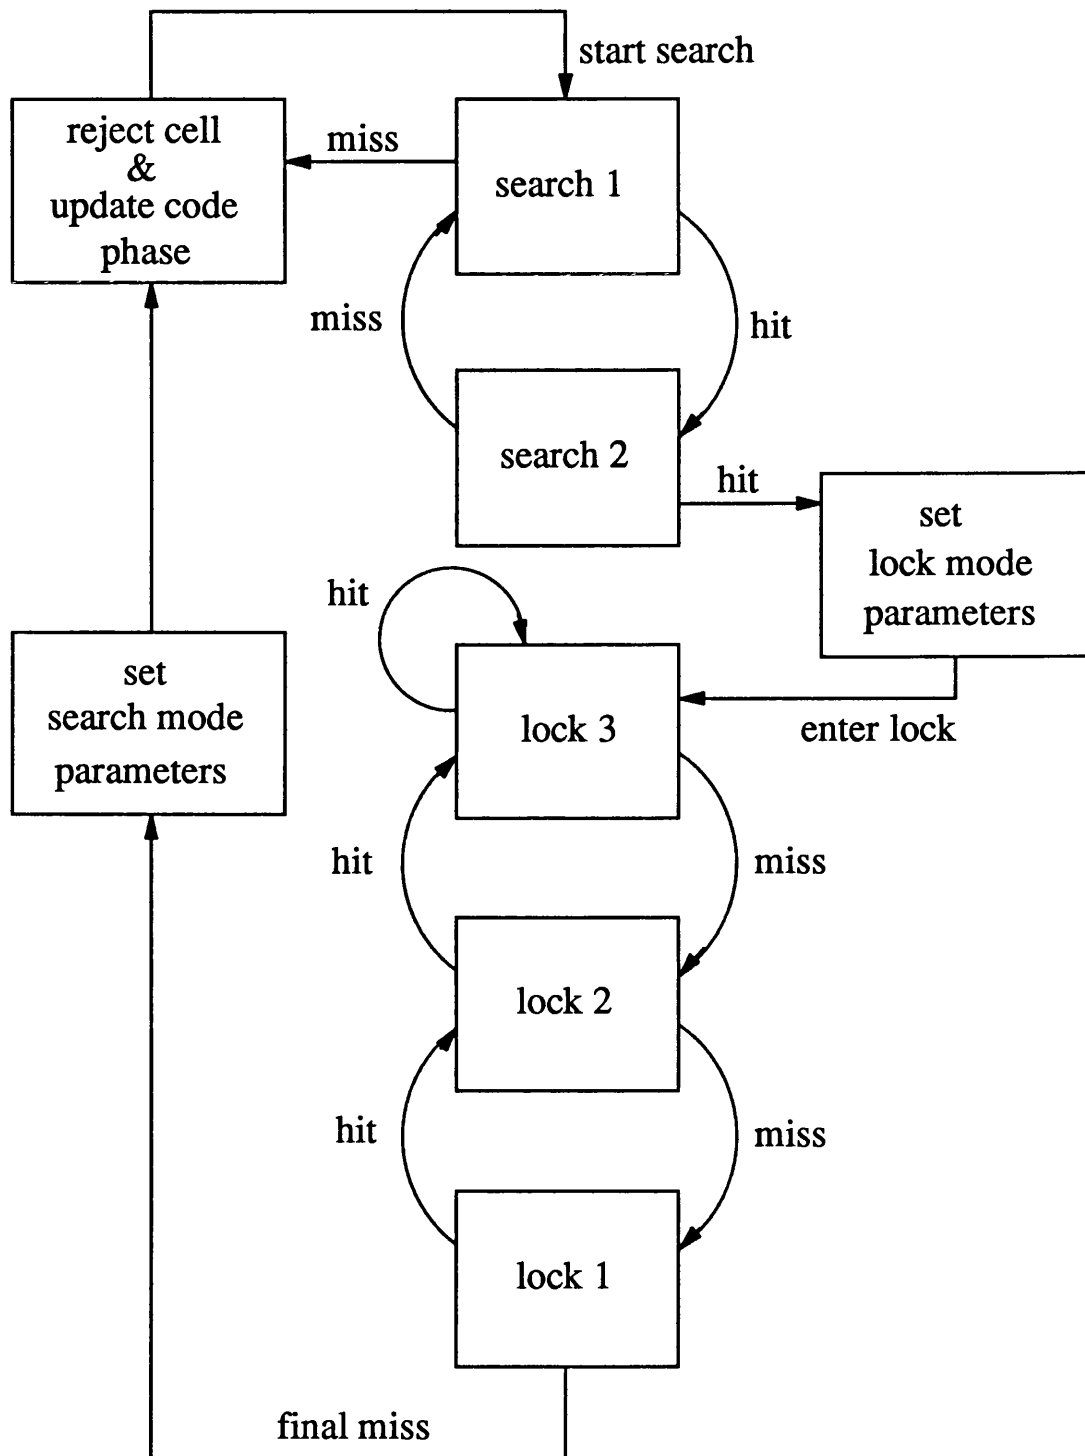 start search
reject cell
&
update code
phase
miss
search 1
miss
hit
search 2
hit
set
lock mode
parameters
hit
set
search mode
parameters
lock 3
enter lock
hit
miss
lock 2
hit
miss
lock 1
final miss